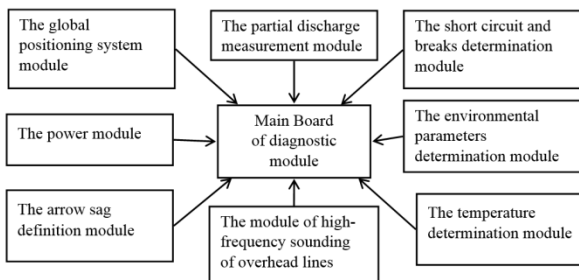 The global
positioning system
module
The partial discharge
measurement module
The short circuit and
breaks determination
module
The power module
Main Board
of diagnostic
module
The environmental
parameters
determination module
The arrow sag
definition module
The module of high-
frequency sounding
of overhead lines
The temperature
determination module